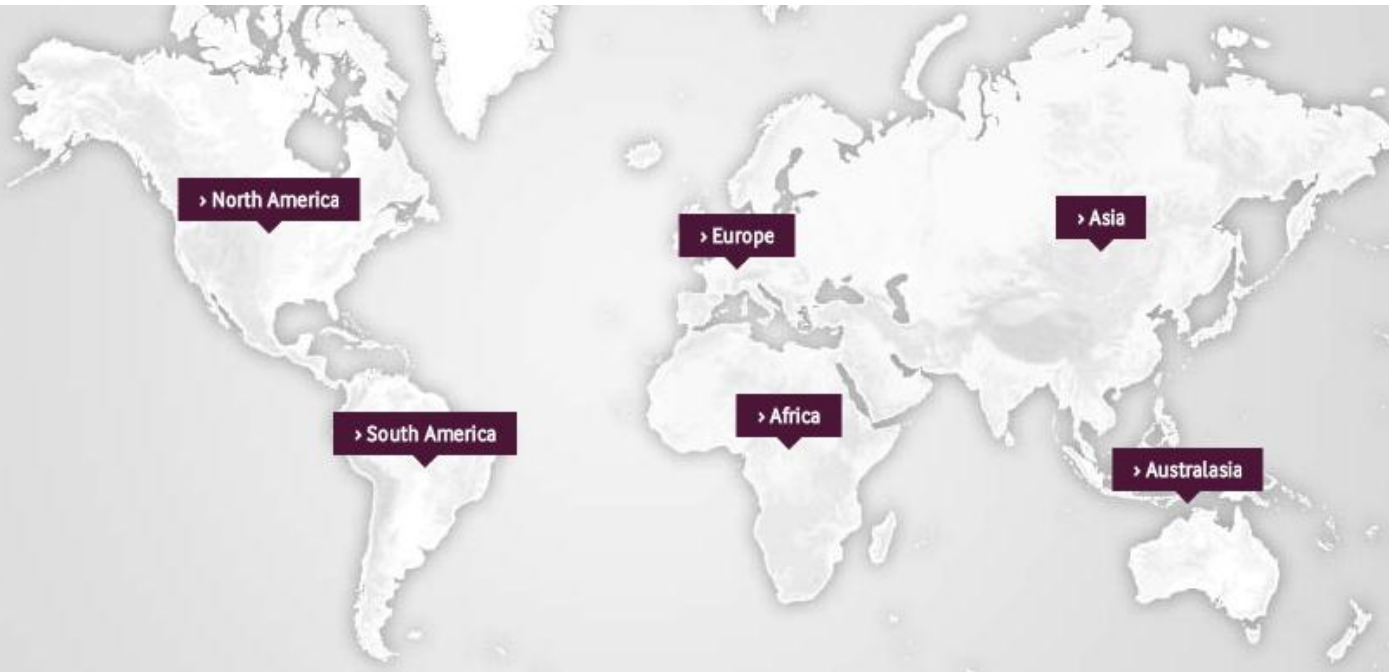 › North America
› Europe
› Asia
› South America
› Africa
› Australasia